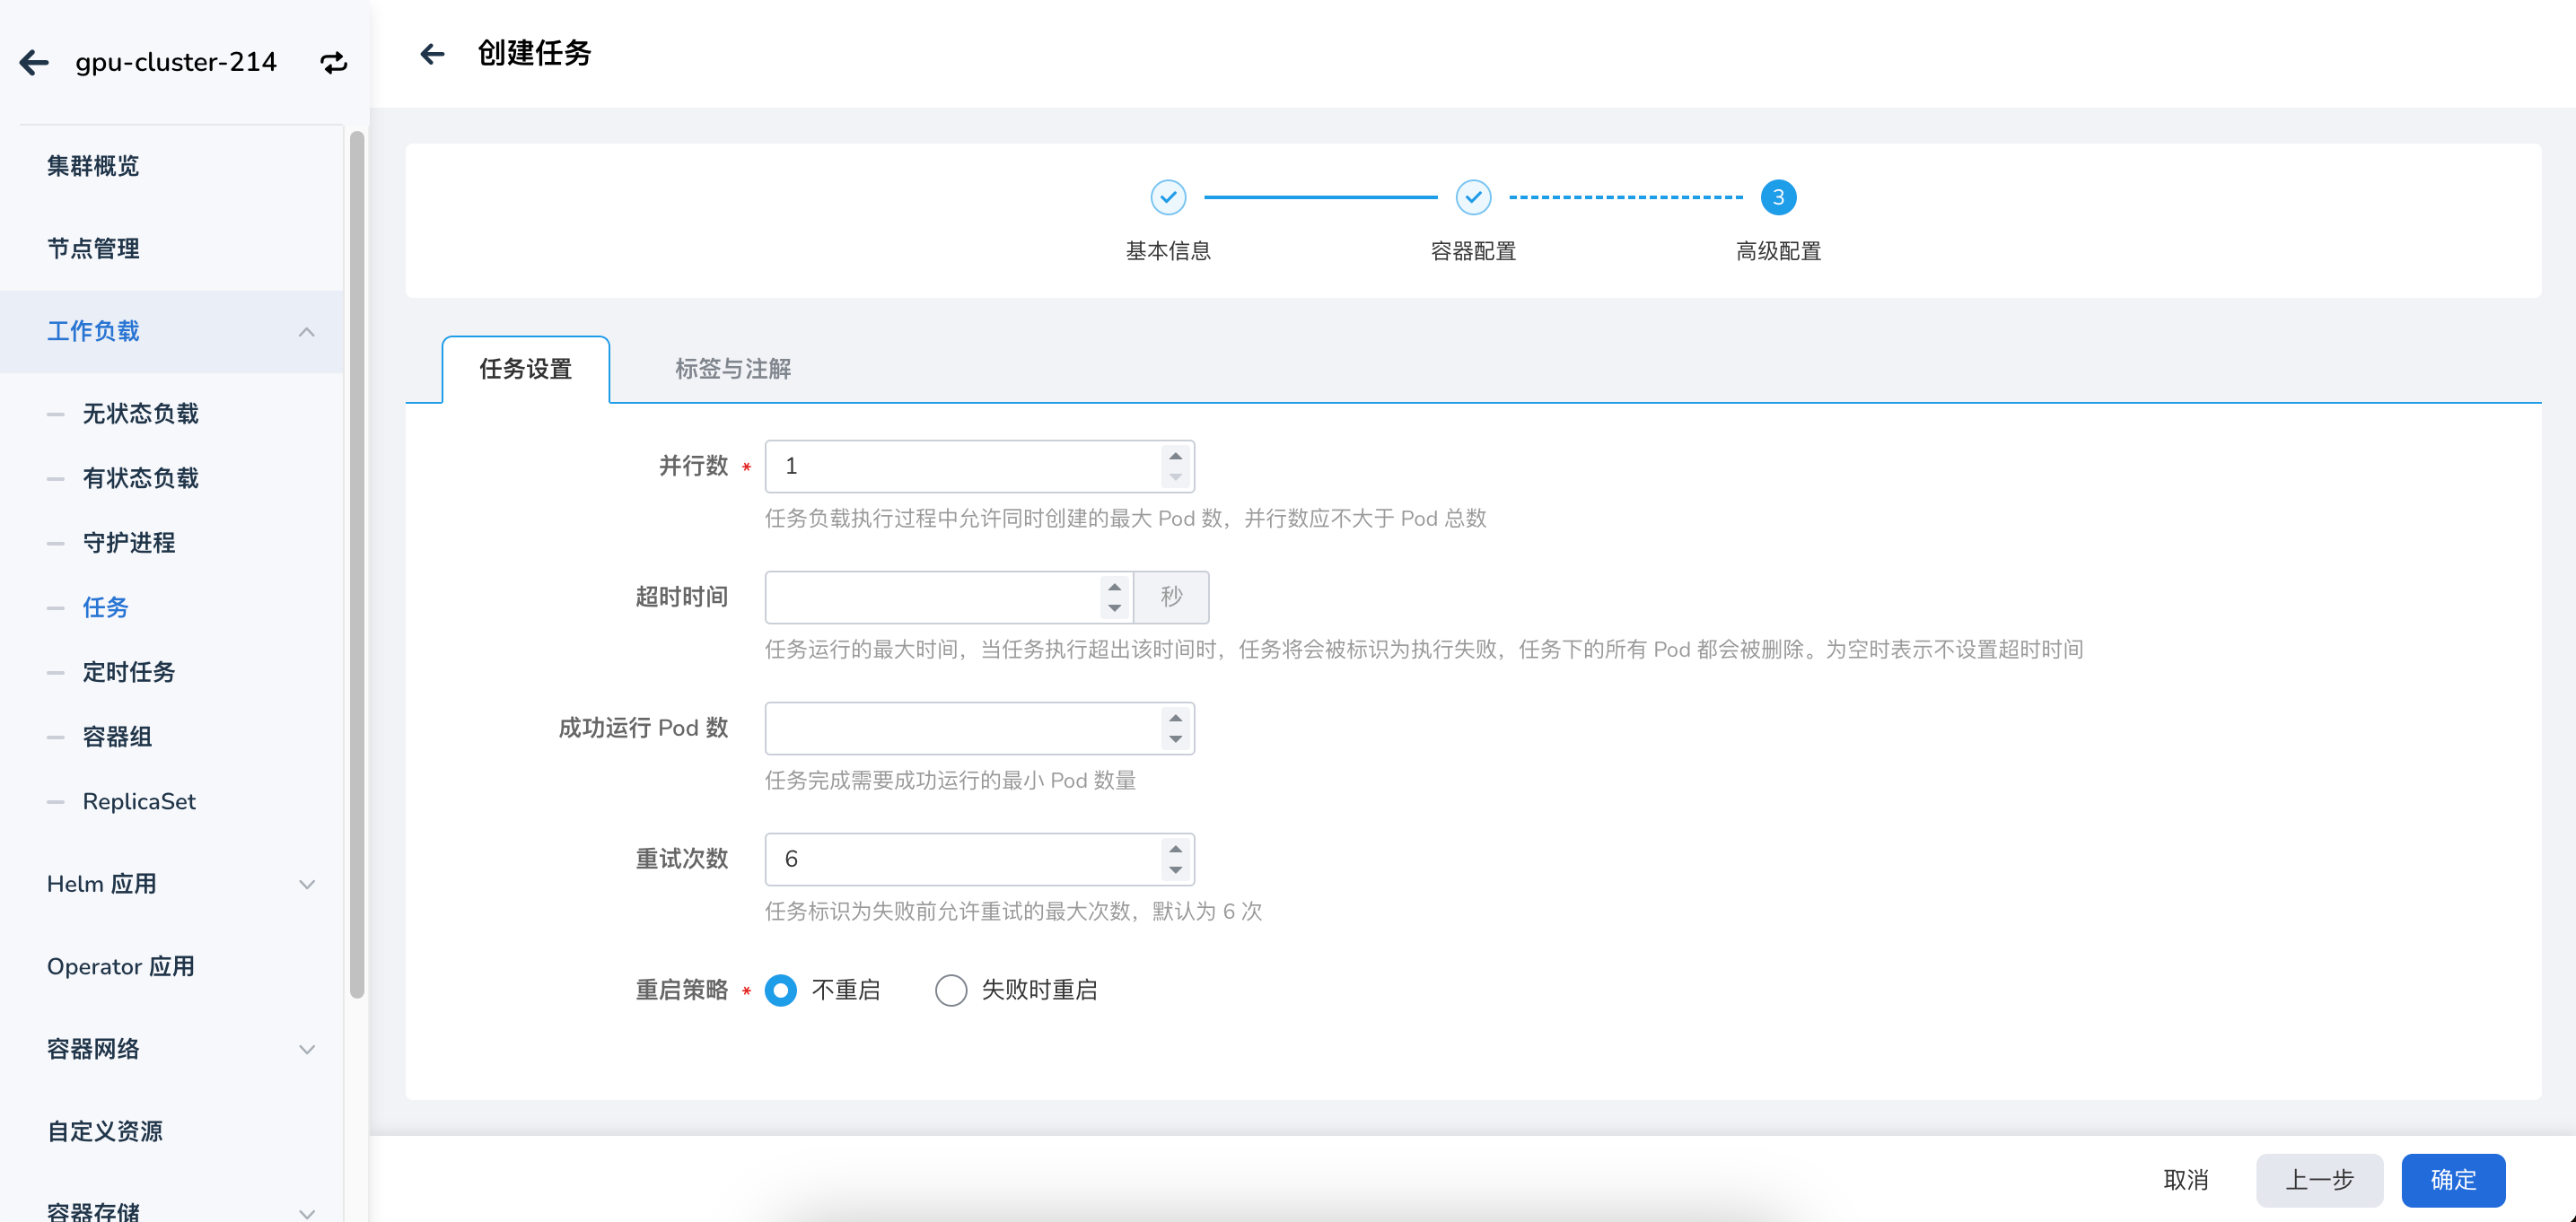 gpu-cluster-214
集群概览
节点管理
工作负载
无状态负载
有状态负载
守护进程
任务
定时任务
容器组
ReplicaSet
Helm 应用
Operator 应用
容器网络
自定义资源
容器存储
创建任务
3
基本信息
容器配置
高级配置
任务设置
标签与注解
并行数 *
1
任务负载执行过程中允许同时创建的最大 Pod 数，并行数应不大于 Pod 总数
超时时间
秒
任务运行的最大时间，当任务执行超出该时间时，任务将会被标识为执行失败，任务下的所有 Pod 都会被删除。为空时表示不设置超时时间
成功运行 Pod 数
任务完成需要成功运行的最小 Pod 数量
重试次数
6
任务标识为失败前允许重试的最大次数，默认为 6 次
重启策略 *
不重启
失败时重启
取消
上一步
确定